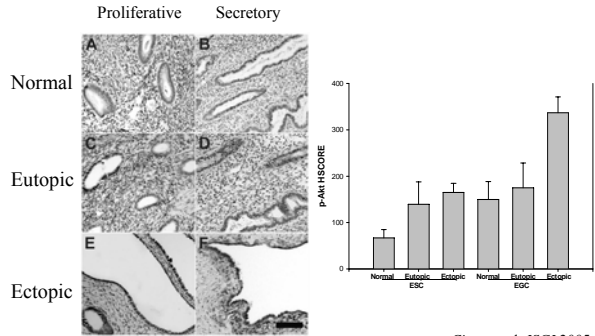 Proliferative Secretory
Normal
Eutopic
Ectopic
A B
C D
E F
400
300
200
100
0
p-Akt HSCORE
Normal Eutopic Ectopic Normal Eutopic Ectopic
ESC EGC